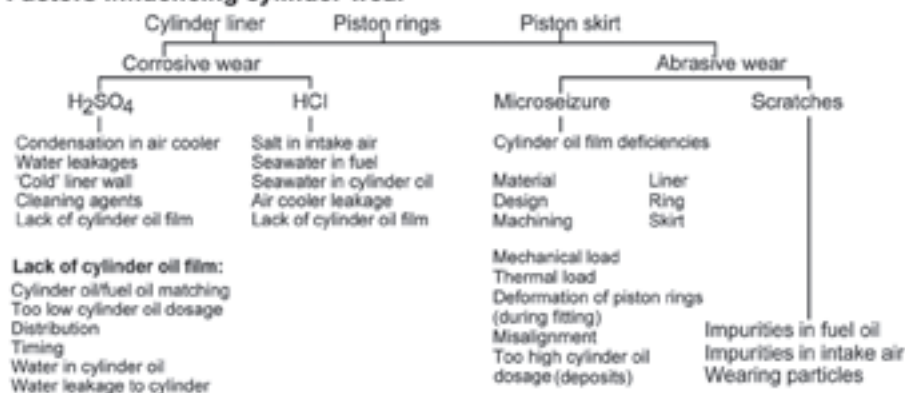 Cylinder liner Piston rings Piston skirt
Corrosive wear Abrasive wear
H2SO4 HCl Microseizure Scratches
Condensation in air cooler
Water leakages
'Cold' liner wall
Cleaning agents
Lack of cylinder oil film
Salt in intake air
Seawater in fuel
Seawater in cylinder oil
Air cooler leakage
Lack of cylinder oil film
Cylinder oil film deficiencies
Material Liner
Design Ring
Machining Skirt
Lack of cylinder oil film:
Cylinder oil/fuel oil matching
Too low cylinder oil dosage
Distribution
Timing
Water in cylinder oil
Water leakage to cylinder
Mechanical load
Thermal load
Deformation of piston rings
(during fitting)
Misalignment
Too high cylinder oil
dosage (deposits)
Impurities in fuel oil
Impurities in intake air
Wearing particles